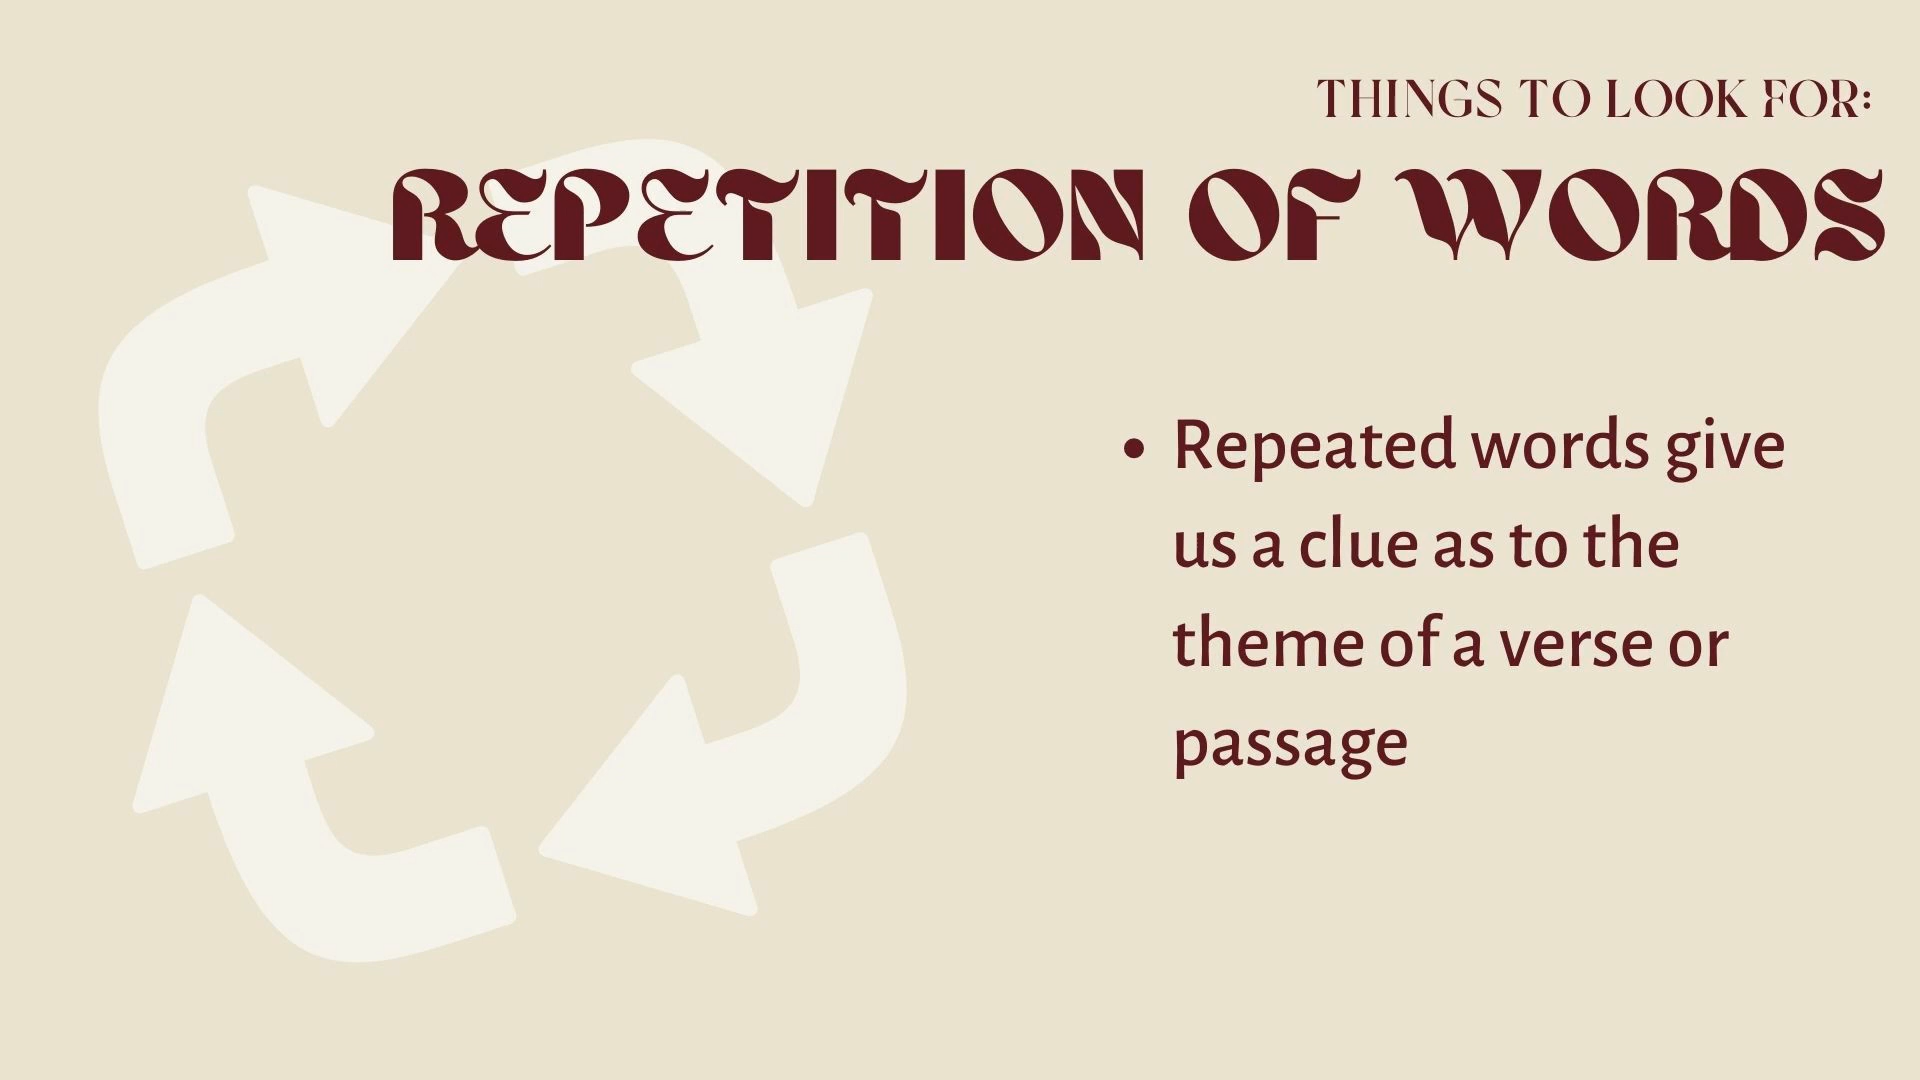 THINGS TO LOOK FOR:
REPETITION OF WORDS
• Repeated words give
us a clue as to the
theme of a verse or
passage